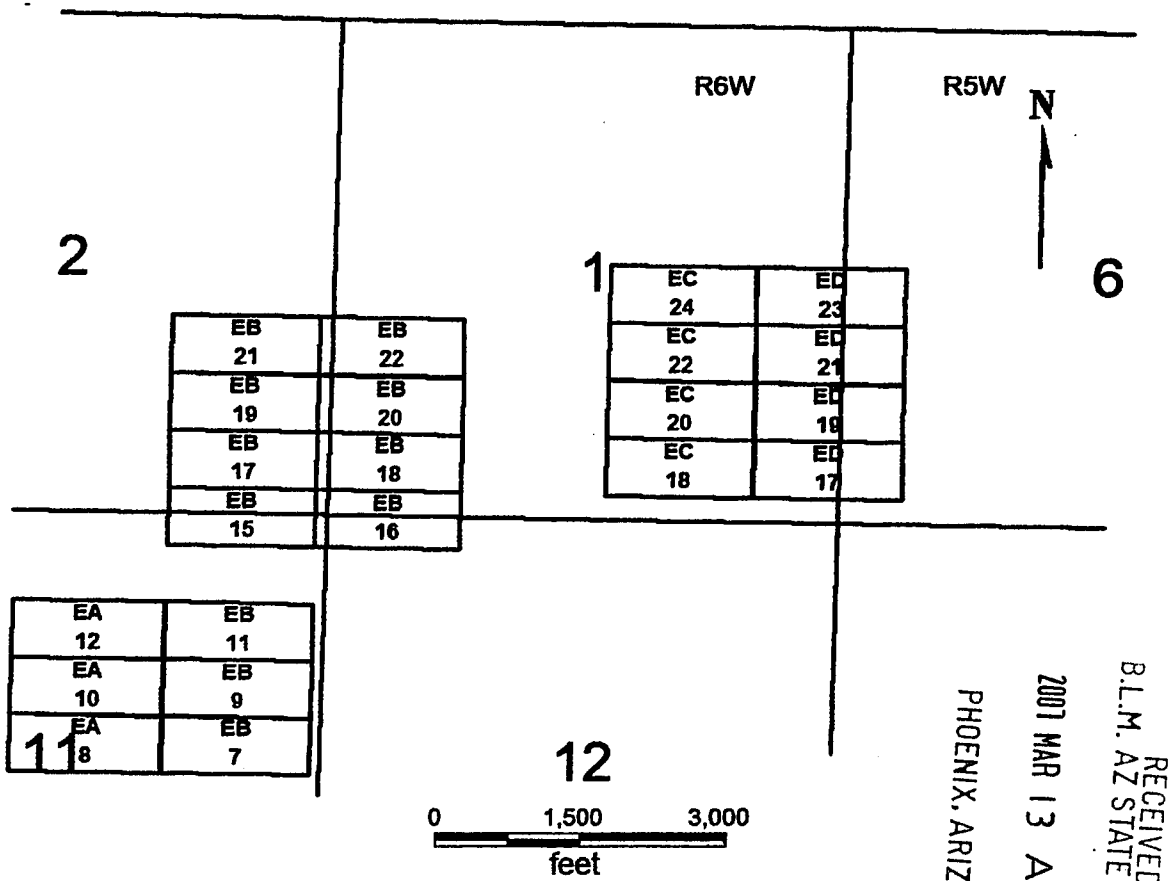 R6W R5W
N
2
1
6
EC ED
24 23
EC ED
22 21
EC ED
20 19
EC ED
18 17
EB EB
21 22
EB EB
19 20
EB EB
17 18
EB EB
15 16
EA EB
12 11
EA EB
10 9
EA EB
8 7
11
12
0 1,500 3,000
feet
RECEIVED
B.L.M. AZ STATE
2007 MAR 13 A
PHOENIX, ARIZ